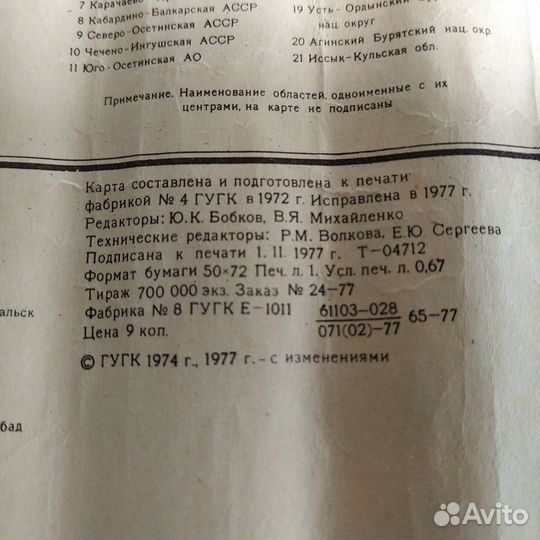 7 Карачаево-
8 Кабардино-Балкарская АССР
9 Северо-Осетинская АССР
10 Чечено-Ингушская АССР
11 Юго-Осетинская АО
19 Усть-Ордынский
нац. округ
20 Агинский Бурятский нац. окр.
21 Иссык-Кульская обл.
Примечание. Наименование областей, одноименные с их
центрами, на карте не подписаны
Карта составлена и подготовлена к печати
фабрикой № 4 ГУГК в 1972 г. Исправлена в 1977 г.
Редакторы: Ю.К. Бобков, В.Я. Михайленко
Технические редакторы: Р.М. Волкова, Е.Ю. Сергеева
Подписана к печати 1. II. 1977 г. Т-04712
Формат бумаги 50×72 Печ. л. 1. Усл. печ. л. 0,67
Тираж 700 000 экз. Заказ № 24-77
Фабрика № 8 ГУГК Е-1011 61103-028 65-77
071(02)-77
Цена 9 коп.
© ГУГК 1974 г., 1977 г. - с изменениями
альск
бад
Avito